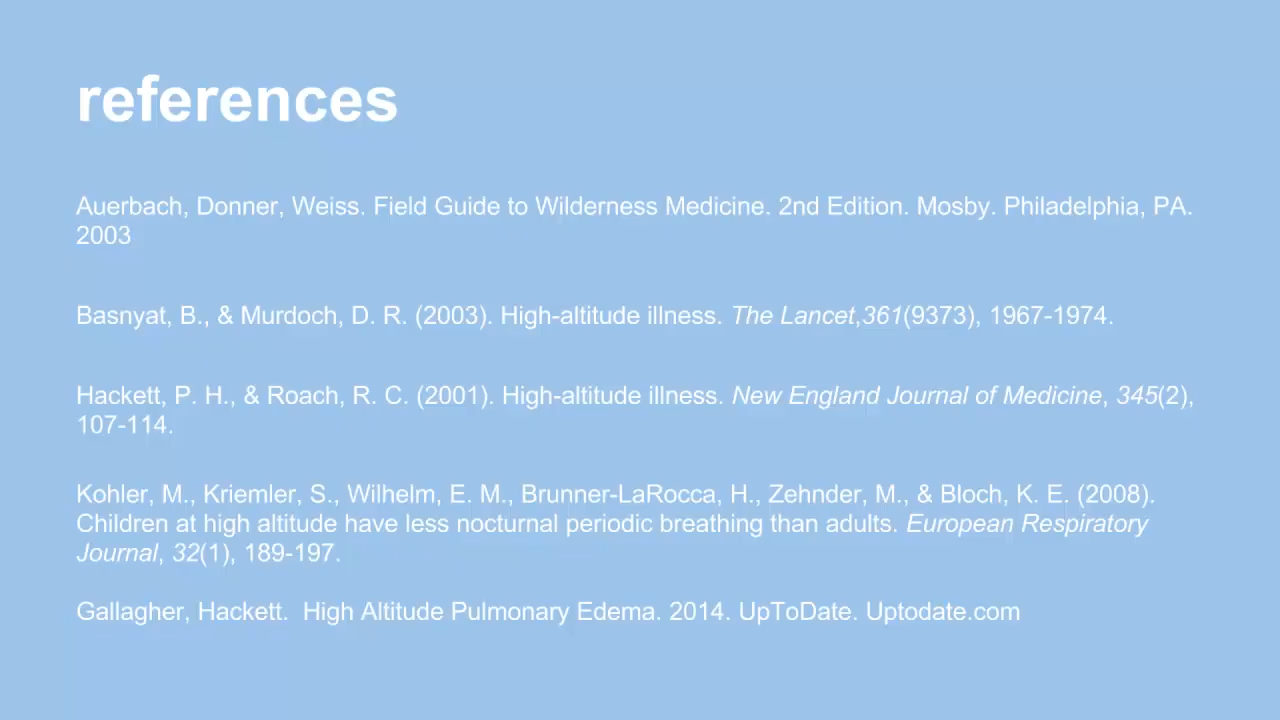 references
Auerbach, Donner, Weiss. Field Guide to Wilderness Medicine. 2nd Edition. Mosby. Philadelphia, PA.
2003
Basnyat, B., & Murdoch, D. R. (2003). High-altitude illness. The Lancet,361(9373), 1967-1974.
Hackett, P. H., & Roach, R. C. (2001). High-altitude illness. New England Journal of Medicine, 345(2),
107-114.
Kohler, M., Kriemler, S., Wilhelm, E. M., Brunner-LaRocca, H., Zehnder, M., & Bloch, K. E. (2008).
Children at high altitude have less nocturnal periodic breathing than adults. European Respiratory
Journal, 32(1), 189-197.
Gallagher, Hackett.  High Altitude Pulmonary Edema. 2014. UpToDate. Uptodate.com